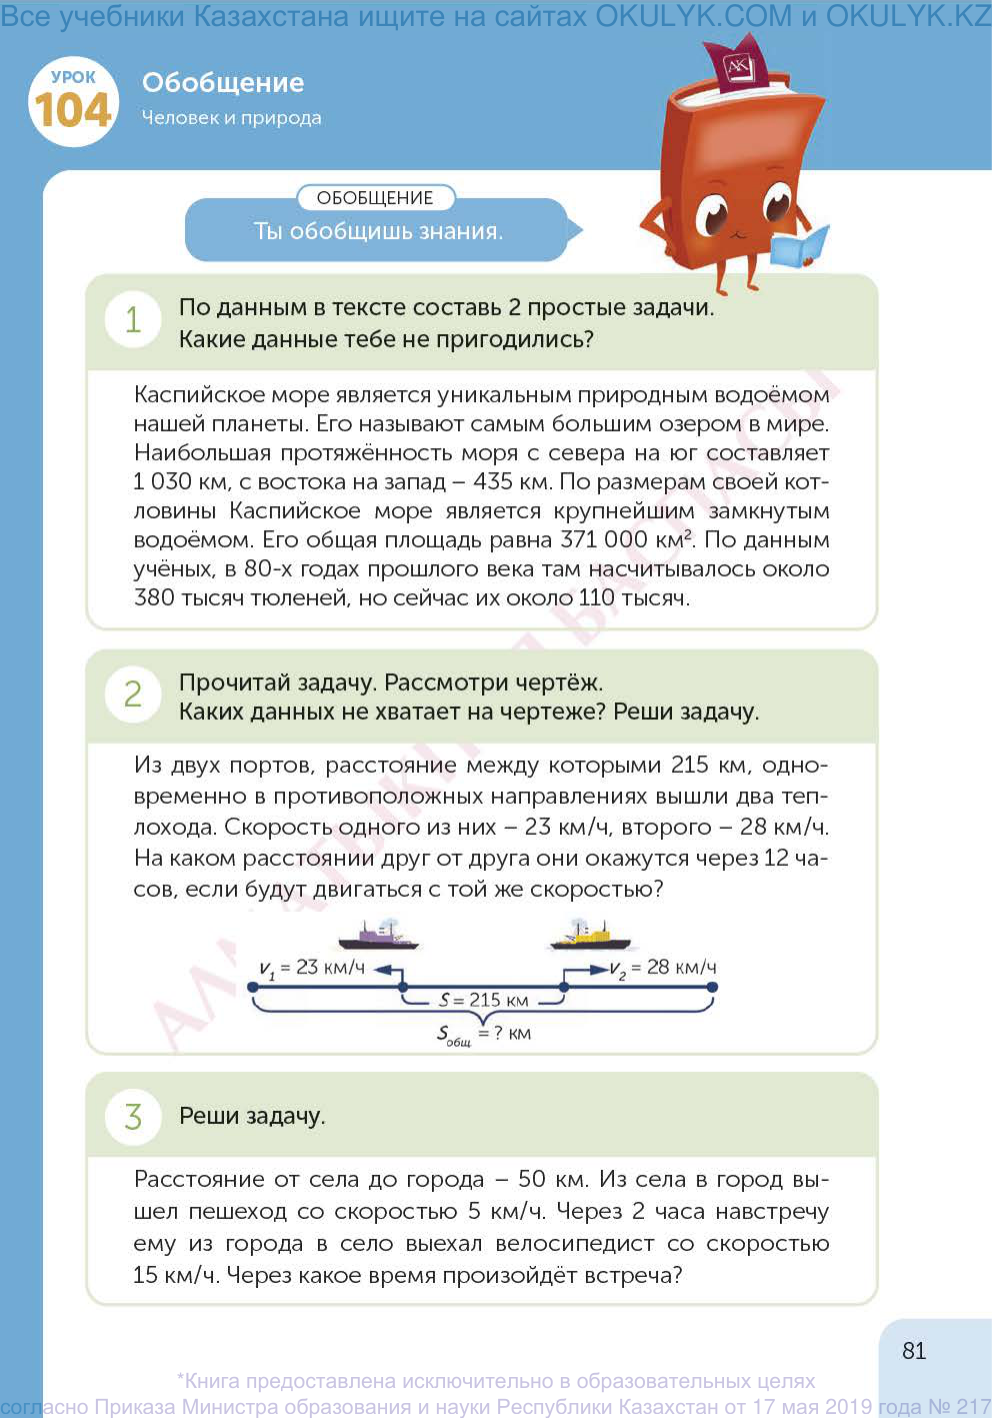 Все учебники Казахстана ищите на сайтах OKULYK.COM и OKULYK.KZ
УРОК
104
Обобщение
Человек и природа
АК
ОБОБЩЕНИЕ
Ты обобщишь знания.
1
По данным в тексте составь 2 простые задачи.
Какие данные тебе не пригодились?
Каспийское море является уникальным природным водоёмом
нашей планеты. Его называют самым большим озером в мире.
Наибольшая протяжённость моря с севера на юг составляет
1 030 км, с востока на запад – 435 км. По размерам своей кот-
ловины Каспийское море является крупнейшим замкнутым
водоёмом. Его общая площадь равна 371 000 км². По данным
учёных, в 80-х годах прошлого века там насчитывалось около
380 тысяч тюленей, но сейчас их около 110 тысяч.
2
Прочитай задачу. Рассмотри чертёж.
Каких данных не хватает на чертеже? Реши задачу.
Из двух портов, расстояние между которыми 215 км, одно-
временно в противоположных направлениях вышли два теп-
лохода. Скорость одного из них – 23 км/ч, второго – 28 км/ч.
На каком расстоянии друг от друга они окажутся через 12 ча-
сов, если будут двигаться с той же скоростью?
v₁ = 23 км/ч
v₂ = 28 км/ч
S = 215 км
Sобщ = ? км
3
Реши задачу.
Расстояние от села до города – 50 км. Из села в город вы-
шел пешеход со скоростью 5 км/ч. Через 2 часа навстречу
ему из города в село выехал велосипедист со скоростью
15 км/ч. Через какое время произойдёт встреча?
81
*Книга предоставлена исключительно в образовательных целях
согласно Приказа Министра образования и науки Республики Казахстан от 17 мая 2019 года № 217